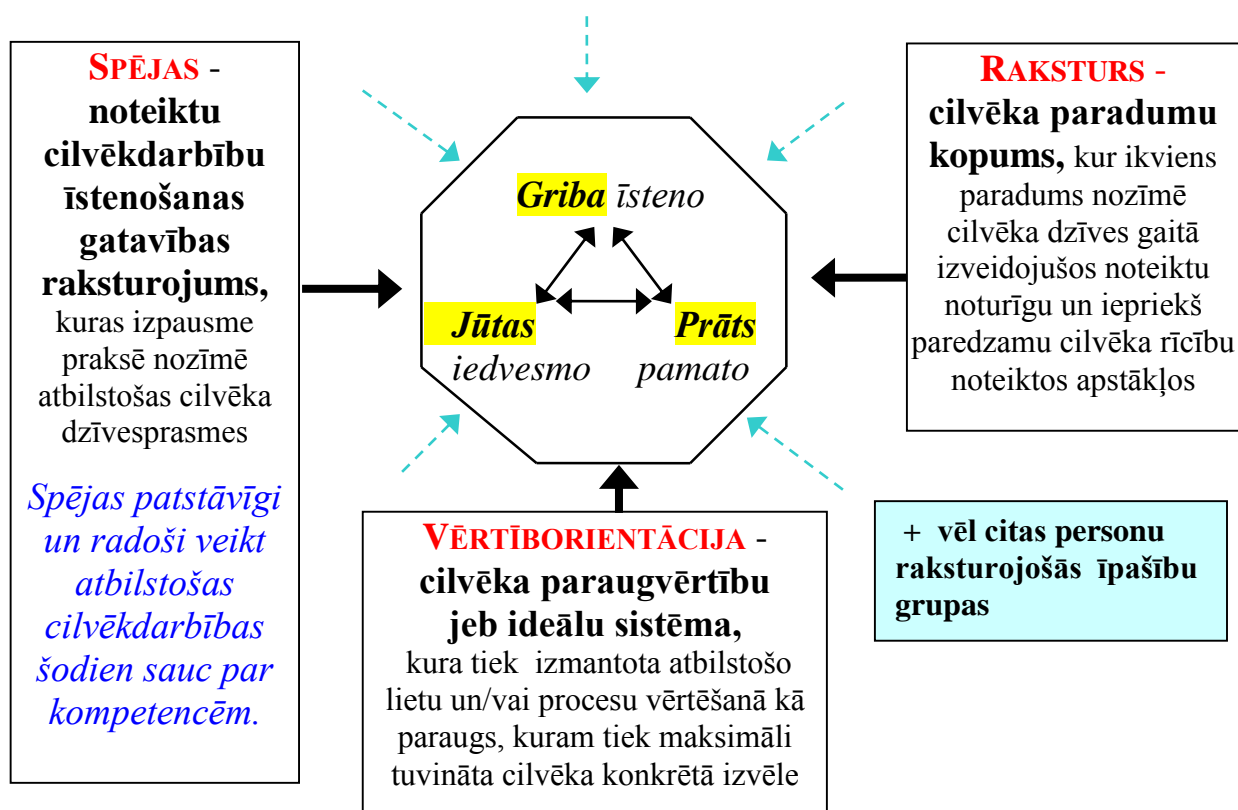 SPĒJAS -
noteiktu
cilvēkdarbību
īstenošanas
gatavības
raksturojums,
kuras izpausme
praksē nozīmē
atbilstošas cilvēka
dzīvesprasmes
Spējas patstāvīgi
un radoši veikt
atbilstošas
cilvēkdarbības
šodien sauc par
kompetencēm.
Griba īsteno
Jūtas
iedvesmo
Prāts
pamato
RAKSTURS -
cilvēka paradumu
kopums, kur ikviens
paradums nozīmē
cilvēka dzīves gaitā
izveidojušos noteiktu
noturīgu un iepriekš
paredzamu cilvēka rīcību
noteiktos apstākļos
VĒRTĪBORIENTĀCIJA -
cilvēka paraugvērtību
jeb ideālu sistēma,
kura tiek izmantota atbilstošo
lietu un/vai procesu vērtēšanā kā
paraugs, kuram tiek maksimāli
tuvināta cilvēka konkrētā izvēle
+ vēl citas personu
raksturojošās īpašību
grupas